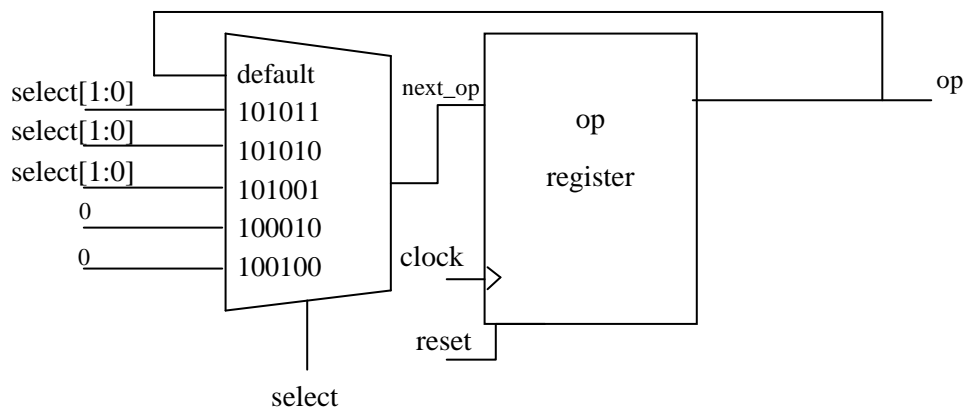 default
op
select[1:0]
next_op
101011
op
select[1:0]
101010
select[1:0]
101001
register
0
100010
0
100100
clock
reset
select